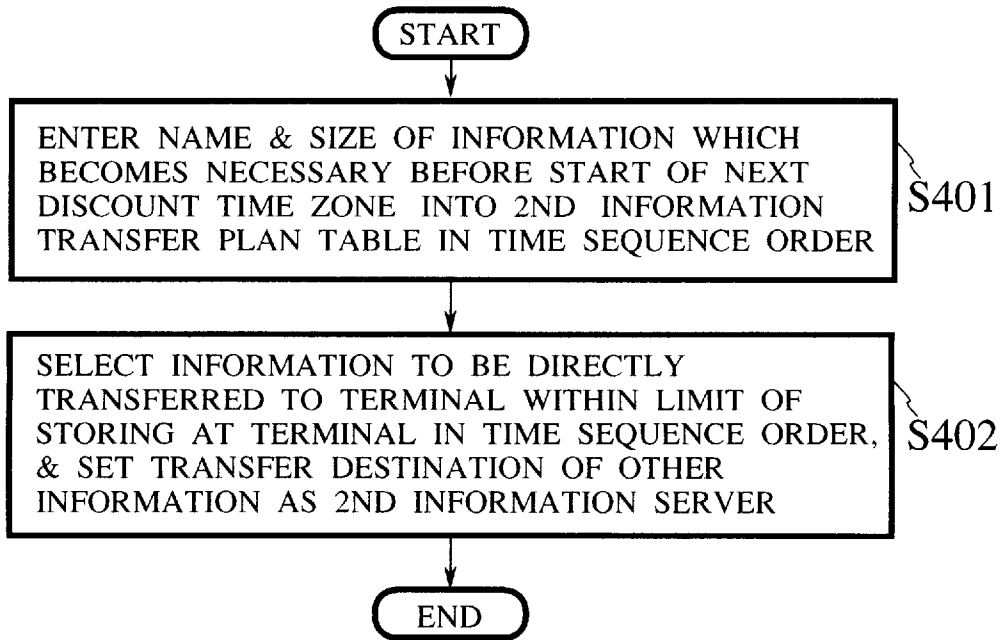 START
ENTER NAME & SIZE OF INFORMATION WHICH
BECOMES NECESSARY BEFORE START OF NEXT
DISCOUNT TIME ZONE INTO 2ND INFORMATION
TRANSFER PLAN TABLE IN TIME SEQUENCE ORDER
S401
SELECT INFORMATION TO BE DIRECTLY
TRANSFERRED TO TERMINAL WITHIN LIMIT OF
STORING AT TERMINAL IN TIME SEQUENCE ORDER,
& SET TRANSFER DESTINATION OF OTHER
INFORMATION AS 2ND INFORMATION SERVER
S402
END